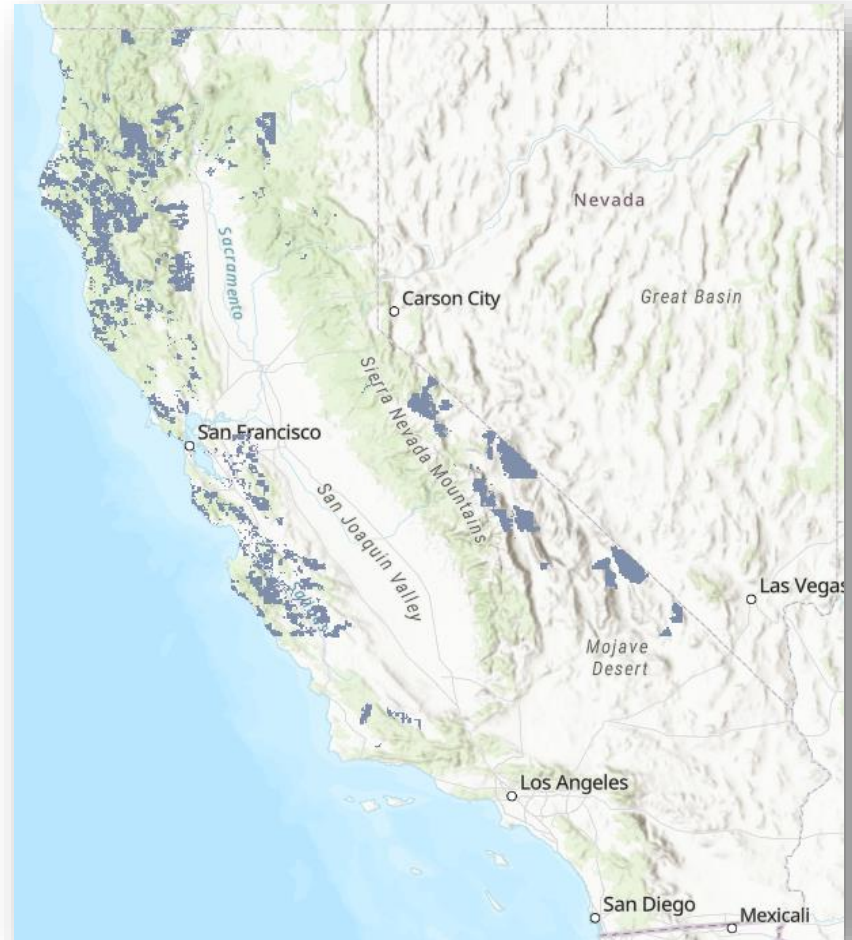 Nevada
Sacramento
Great Basin
Carson City
Sierra Nevada Mountains
San Francisco
San Joaquin Valley
Las Vegas
Mojave
Desert
Los Angeles
San Diego
Mexicali